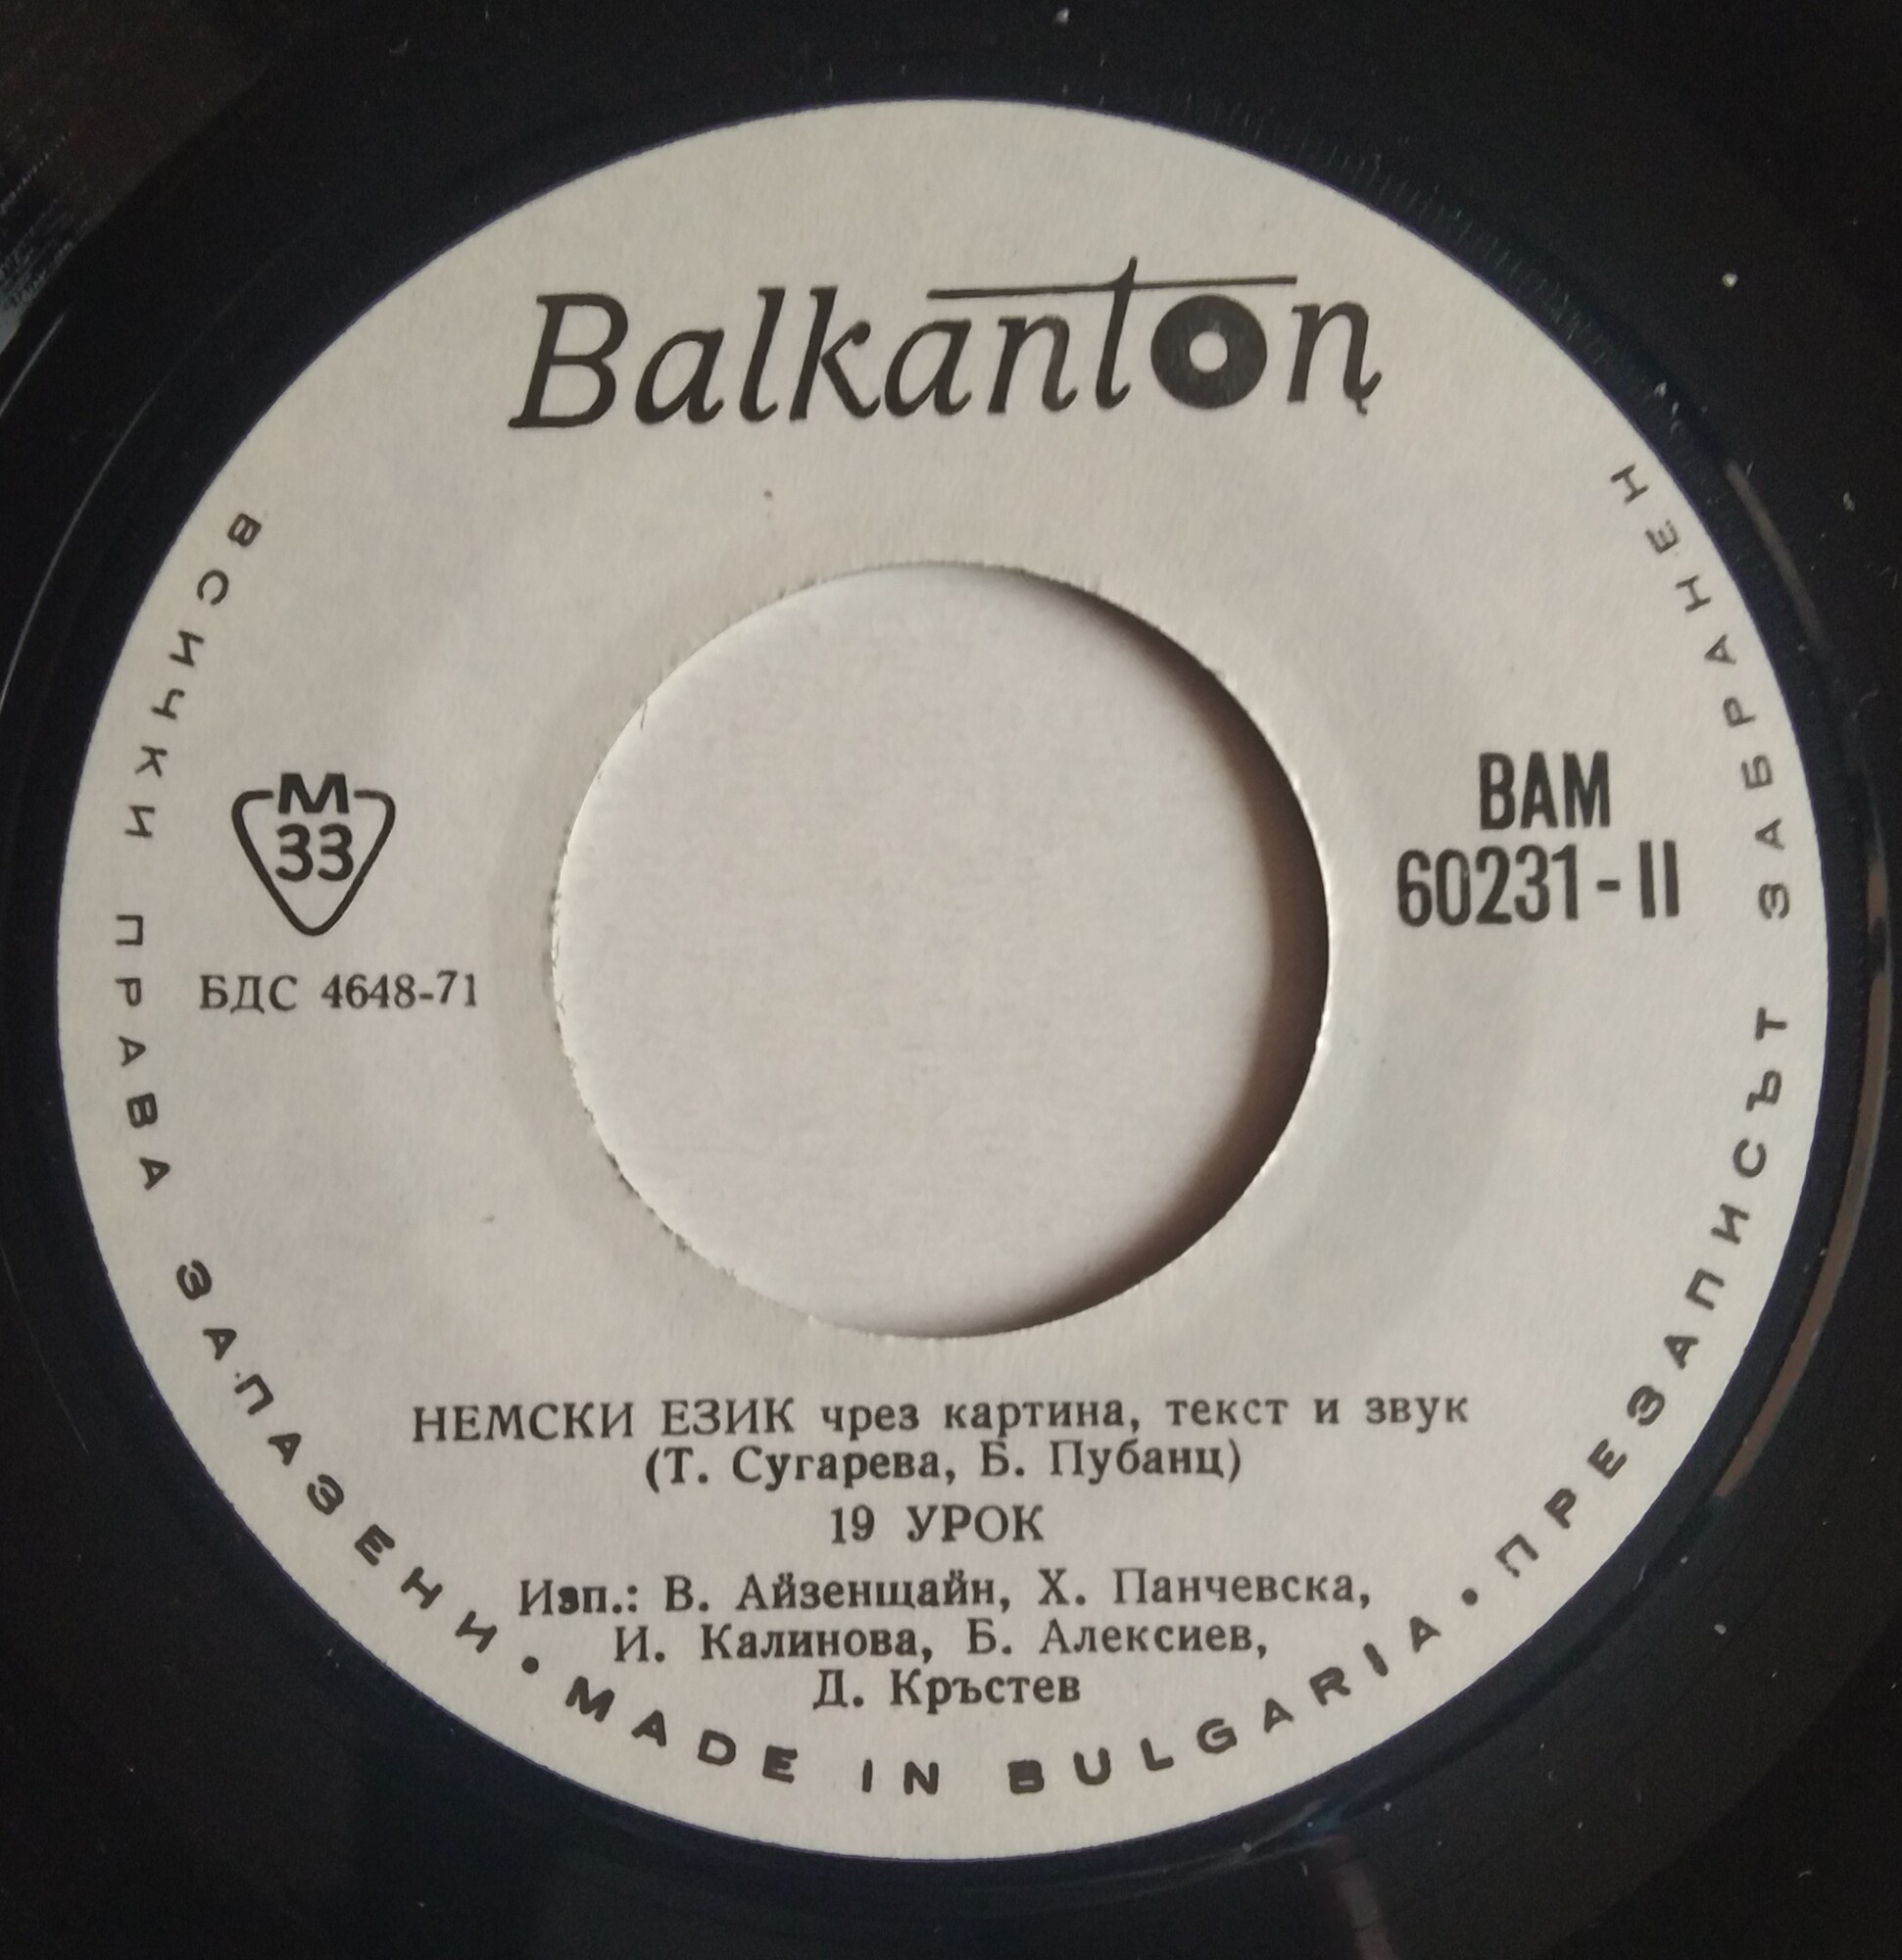 Balkanton
М
33
БДС 4648-71
ВАМ
60231-II
НЕМСКИ ЕЗИК чрез картина, текст и звук
(Т. Сугарева, Б. Пубанц)
19 УРОК
Изп.: В. Айзенщайн, Х. Панчевска,
И. Калинова, Б. Алексиев,
Д. Кръстев
ВСИЧКИ ПРАВА ЗАПАЗЕНИ • MADE IN BULGARIA • ПРЕЗАПИСЪТ ЗАБРАНЕН